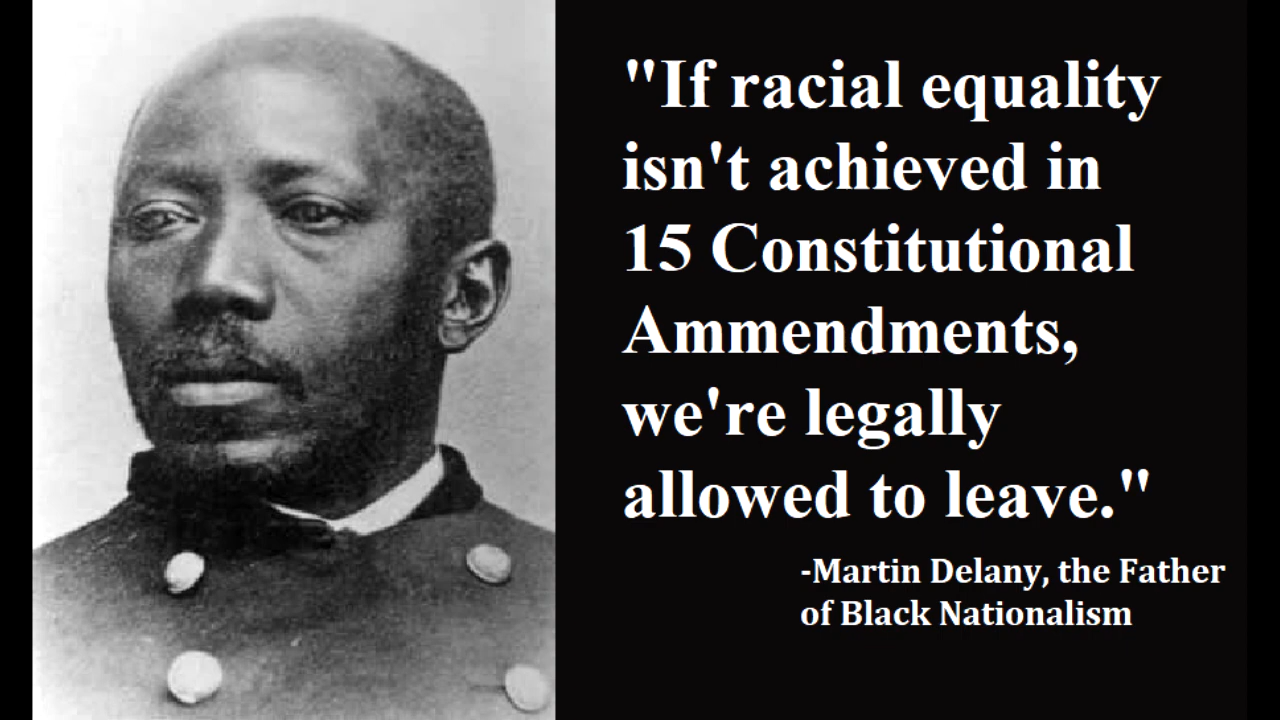 "If racial equality
isn't achieved in
15 Constitutional
Ammendments,
we're legally
allowed to leave."
-Martin Delany, the Father
of Black Nationalism